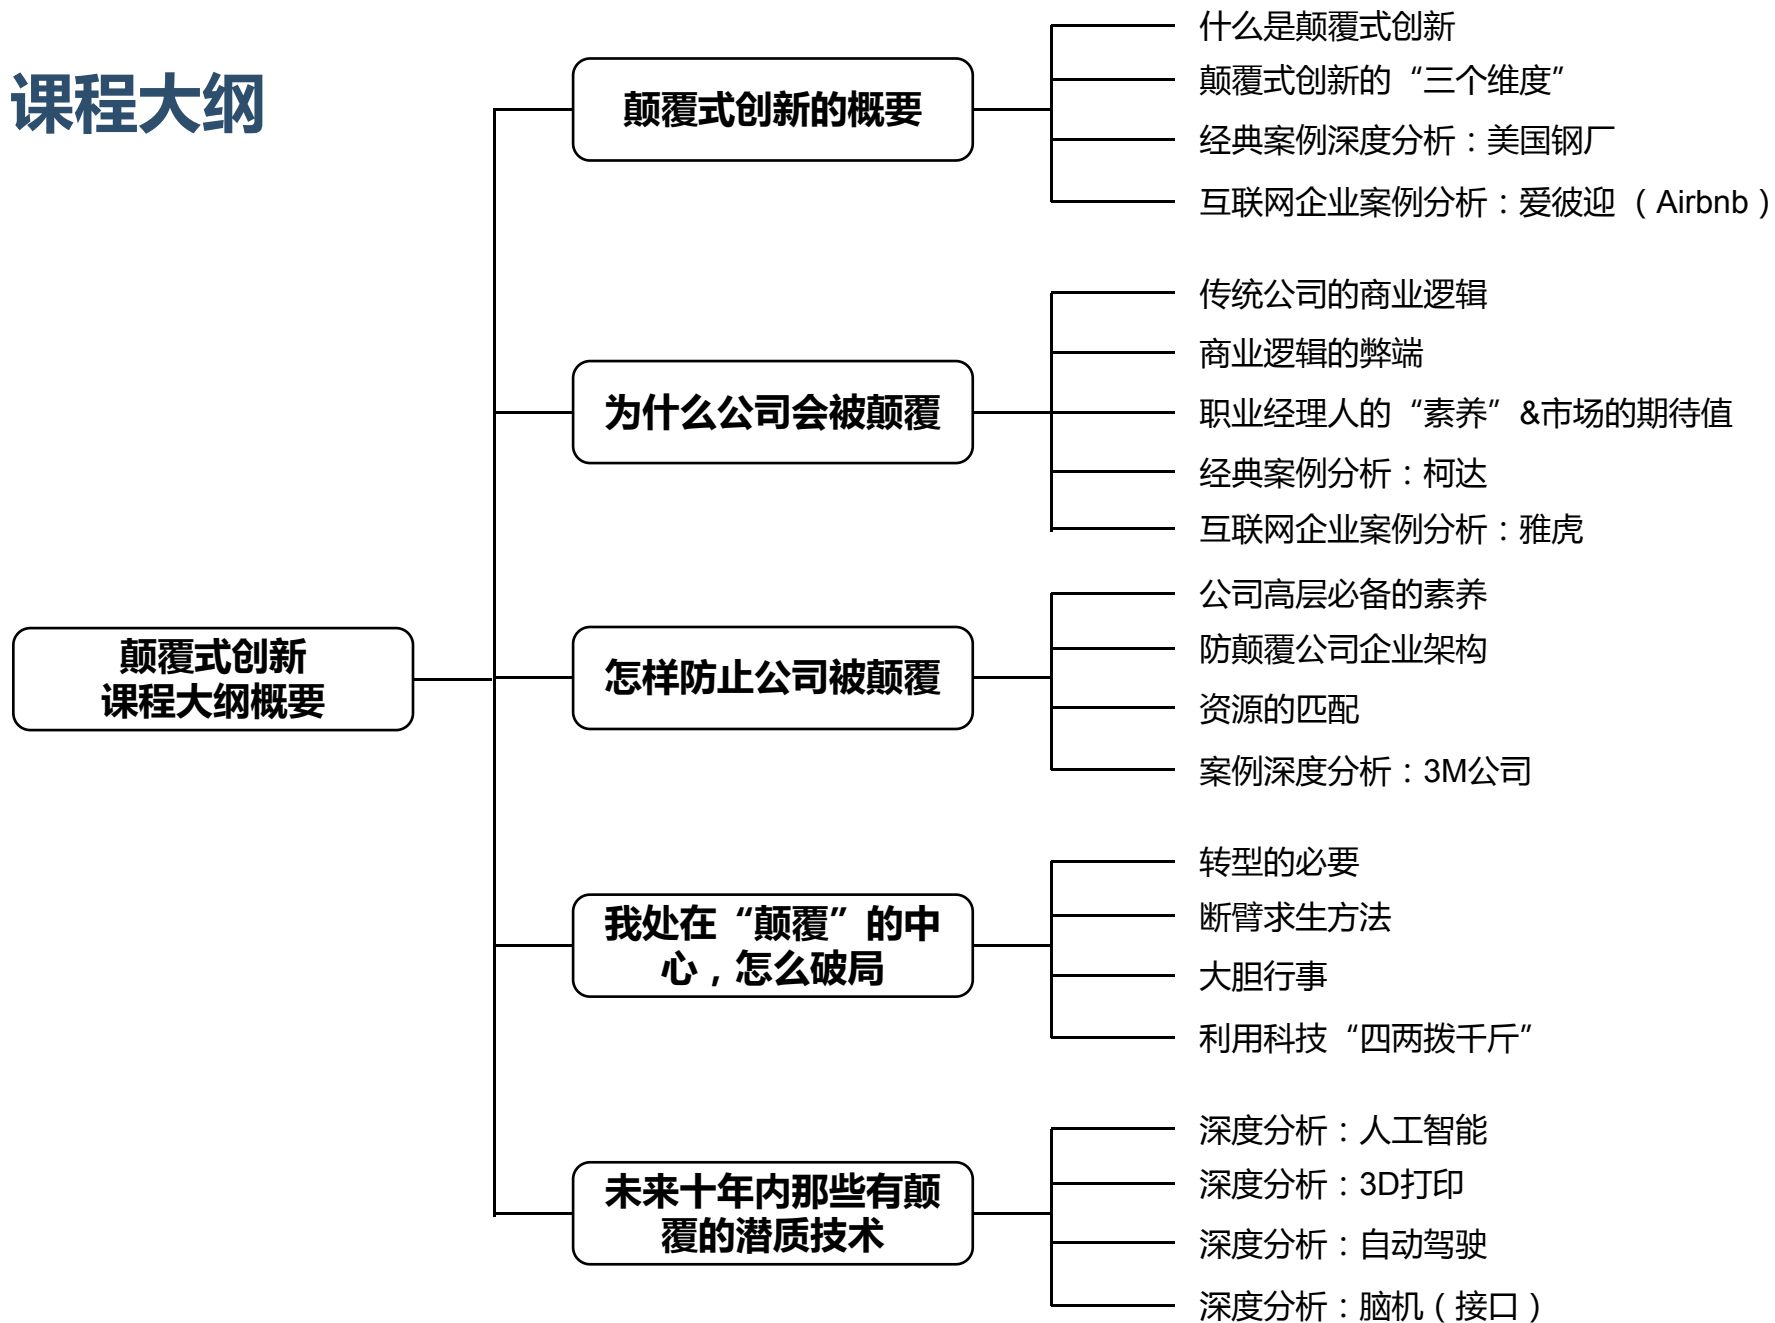 课程大纲
颠覆式创新
课程大纲概要
颠覆式创新的概要
什么是颠覆式创新
颠覆式创新的“三个维度”
经典案例深度分析：美国钢厂
互联网企业案例分析：爱彼迎（Airbnb）
为什么公司会被颠覆
传统公司的商业逻辑
商业逻辑的弊端
职业经理人的“素养”&市场的期待值
经典案例分析：柯达
互联网企业案例分析：雅虎
怎样防止公司被颠覆
公司高层必备的素养
防颠覆公司企业架构
资源的匹配
案例深度分析：3M公司
我处在“颠覆”的中
心，怎么破局
转型的必要
断臂求生方法
大胆行事
利用科技“四两拨千斤”
未来十年内那些有颠
覆的潜质技术
深度分析：人工智能
深度分析：3D打印
深度分析：自动驾驶
深度分析：脑机（接口）